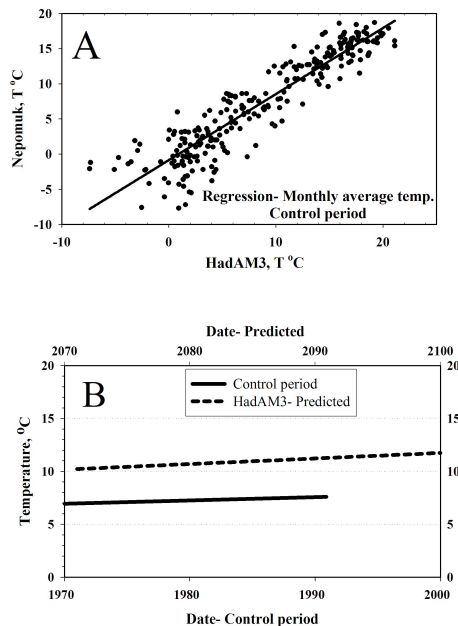 A
20
15
10
5
0
-5
-10
Nepomuk, T °C
Regression- Monthly average temp.
Control period
-10 0 10 20
HadAM3, T °C
Date- Predicted
2070 2080 2090 2100
B
Control period
HadAM3- Predicted
20 20
15 15
10 10
5 5
0 0
Temperature, °C
1970 1980 1990 2000
Date- Control period